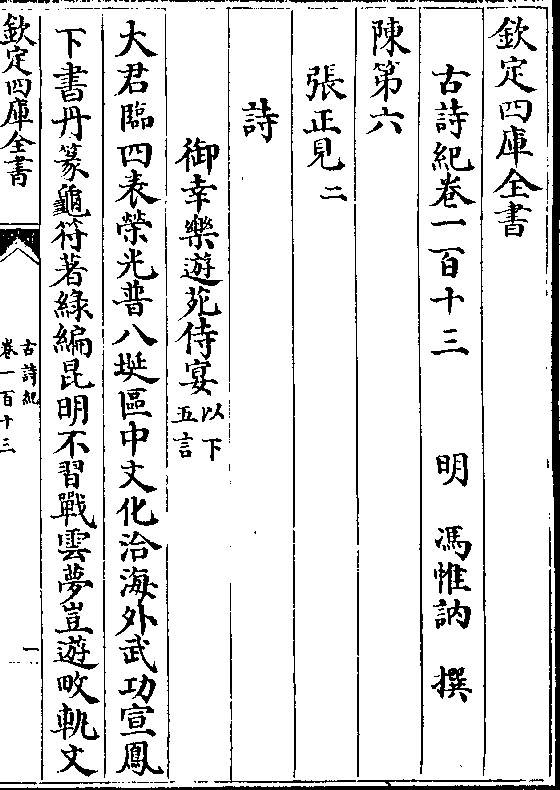 欽定四庫全書
古詩紀卷一百十三 明 馮惟訥 撰
陳第六
張正見二
詩
御幸樂遊苑侍宴以下五言
大君臨四表榮光普八埏區中文化洽海外武功宣鳳
下書丹篆龜符著綠編昆明不習戰雲夢豈遊畋軌文
欽定四庫全書
古詩紀
卷一百十三
一